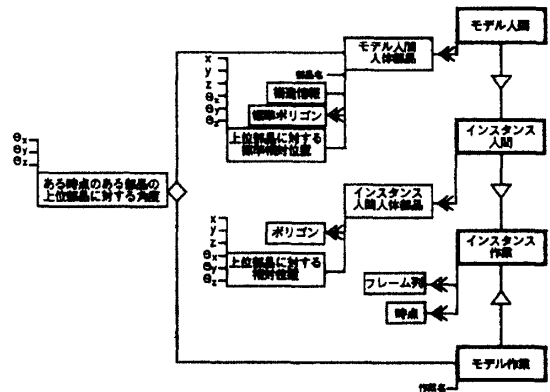 モデル人間
モデル人間
人体部品
x
y
z
θz
θy
θz
部品名
構造情報
標準ポリゴン
上位部品に対する
標準相対位置
インスタンス
人間
θx
θy
θz
ある時点のある部品の
上位部品に対する角度
インスタンス
人間人体部品
x
y
z
θx
θy
θz
ポリゴン
上位部品に対する
相対位置
インスタンス
作業
フレーム列
時点
モデル作業
作業名